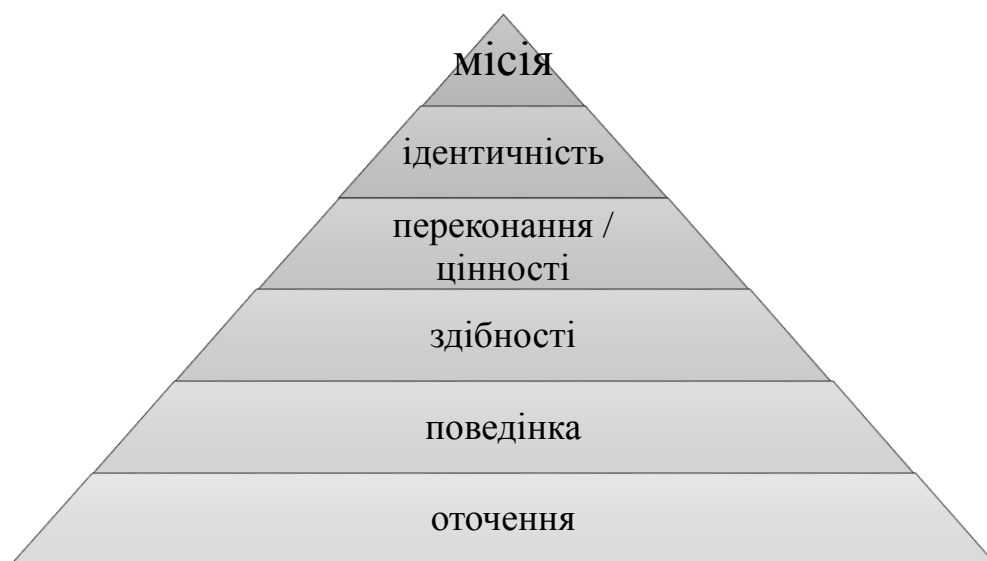 місія
ідентичність
переконання /
цінності
здібності
поведінка
оточення